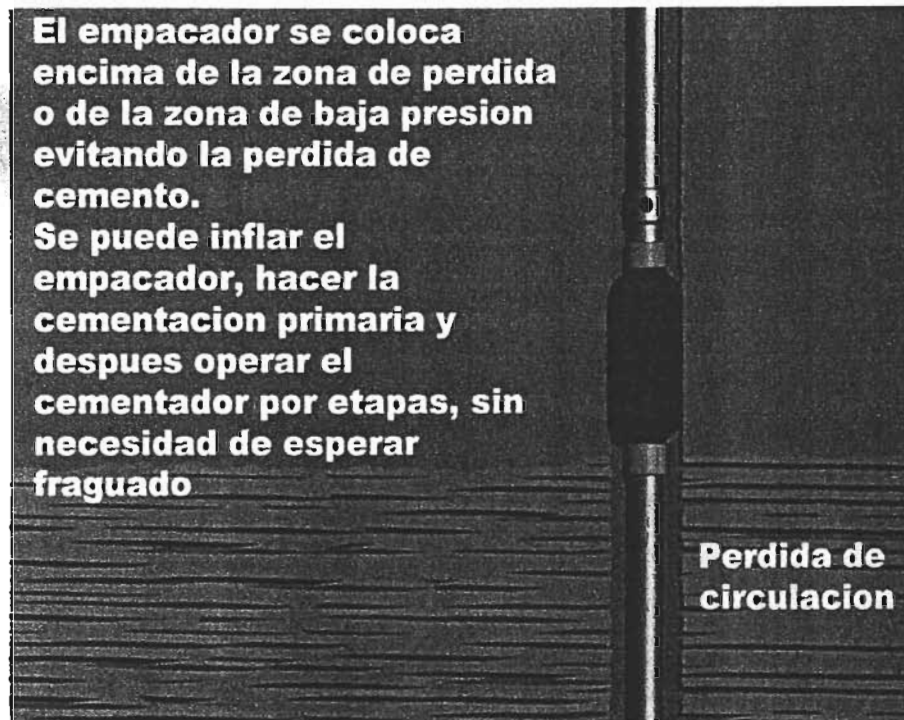 El empacador se coloca
encima de la zona de perdida
o de la zona de baja presion
evitando la perdida de
cemento.
Se puede inflar el
empacador, hacer la
cementacion primaria y
despues operar el
cementador por etapas, sin
necesidad de esperar
fraguado
Perdida de
circulacion